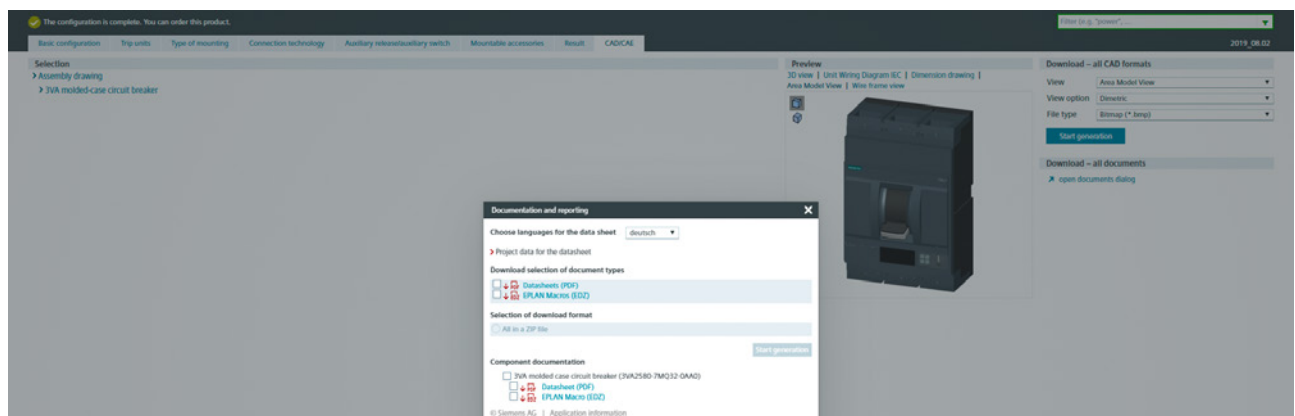 The configuration is complete. You can order this product.
Filter (e.g. "power", ...
Basic configuration
Trip units
Type of mounting
Connection technology
Auxiliary release/auxiliary switch
Mountable accessories
Result
CAD/CAE
2019_08.02
Selection
Assembly drawing
3VA molded-case circuit breaker
Preview
3D view | Unit Wiring Diagram IEC | Dimension drawing |
Area Model View | Wire frame view
Download – all CAD formats
View Area Model View
View option Dimetric
File type Bitmap (*.bmp)
Start generation
Download – all documents
open documents dialog
Documentation and reporting
Choose languages for the data sheet deutsch
Project data for the datasheet
Download selection of document types
Datasheets (PDF)
EPLAN Macros (EDZ)
Selection of download format
All in a ZIP file
Start generation
Component documentation
3VA molded case circuit breaker (3VA2580-7MQ32-0AA0)
Datasheet (PDF)
EPLAN Macro (EDZ)
© Siemens AG | Application information